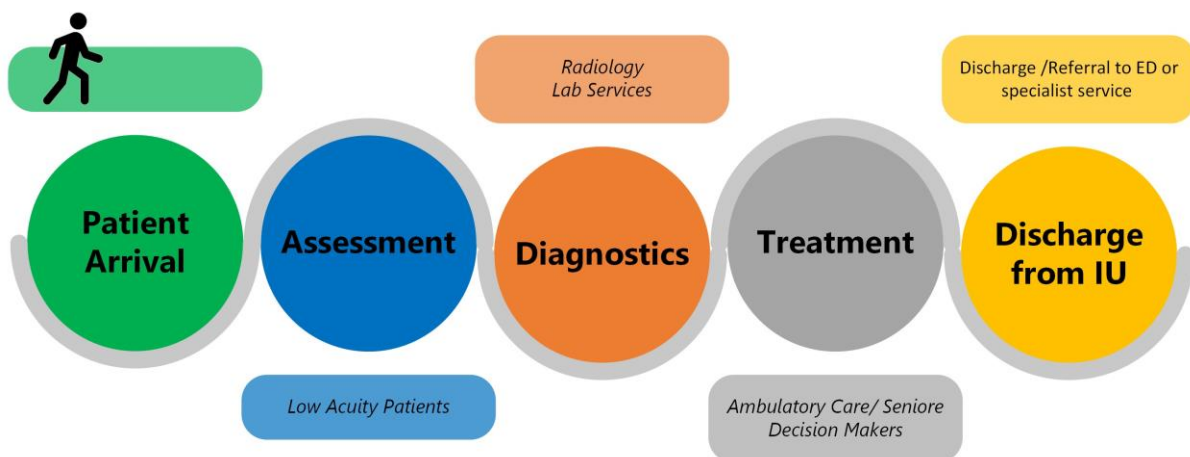 Patient
Arrival
Assessment
Low Acuity Patients
Radiology
Lab Services
Diagnostics
Treatment
Ambulatory Care/ Seniore
Decision Makers
Discharge /Referral to ED or
specialist service
Discharge
from IU